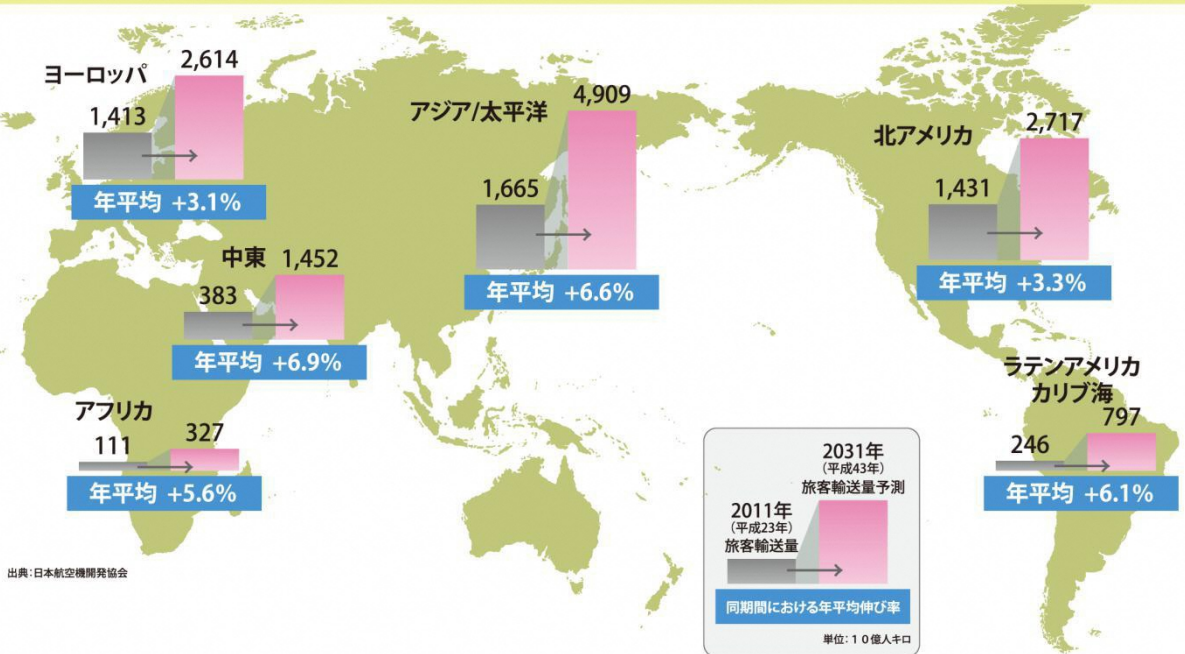 ヨーロッパ
2,614
1,413
年平均 +3.1%
アジア/太平洋
4,909
1,665
年平均 +6.6%
北アメリカ
2,717
1,431
年平均 +3.3%
中東
1,452
383
年平均 +6.9%
アフリカ
327
111
年平均 +5.6%
ラテンアメリカ
カリブ海
797
246
年平均 +6.1%
2031年
(平成43年)
旅客輸送量予測
2011年
(平成23年)
旅客輸送量
同期間における年平均伸び率
単位:10億人キロ
出典:日本航空機開発協会